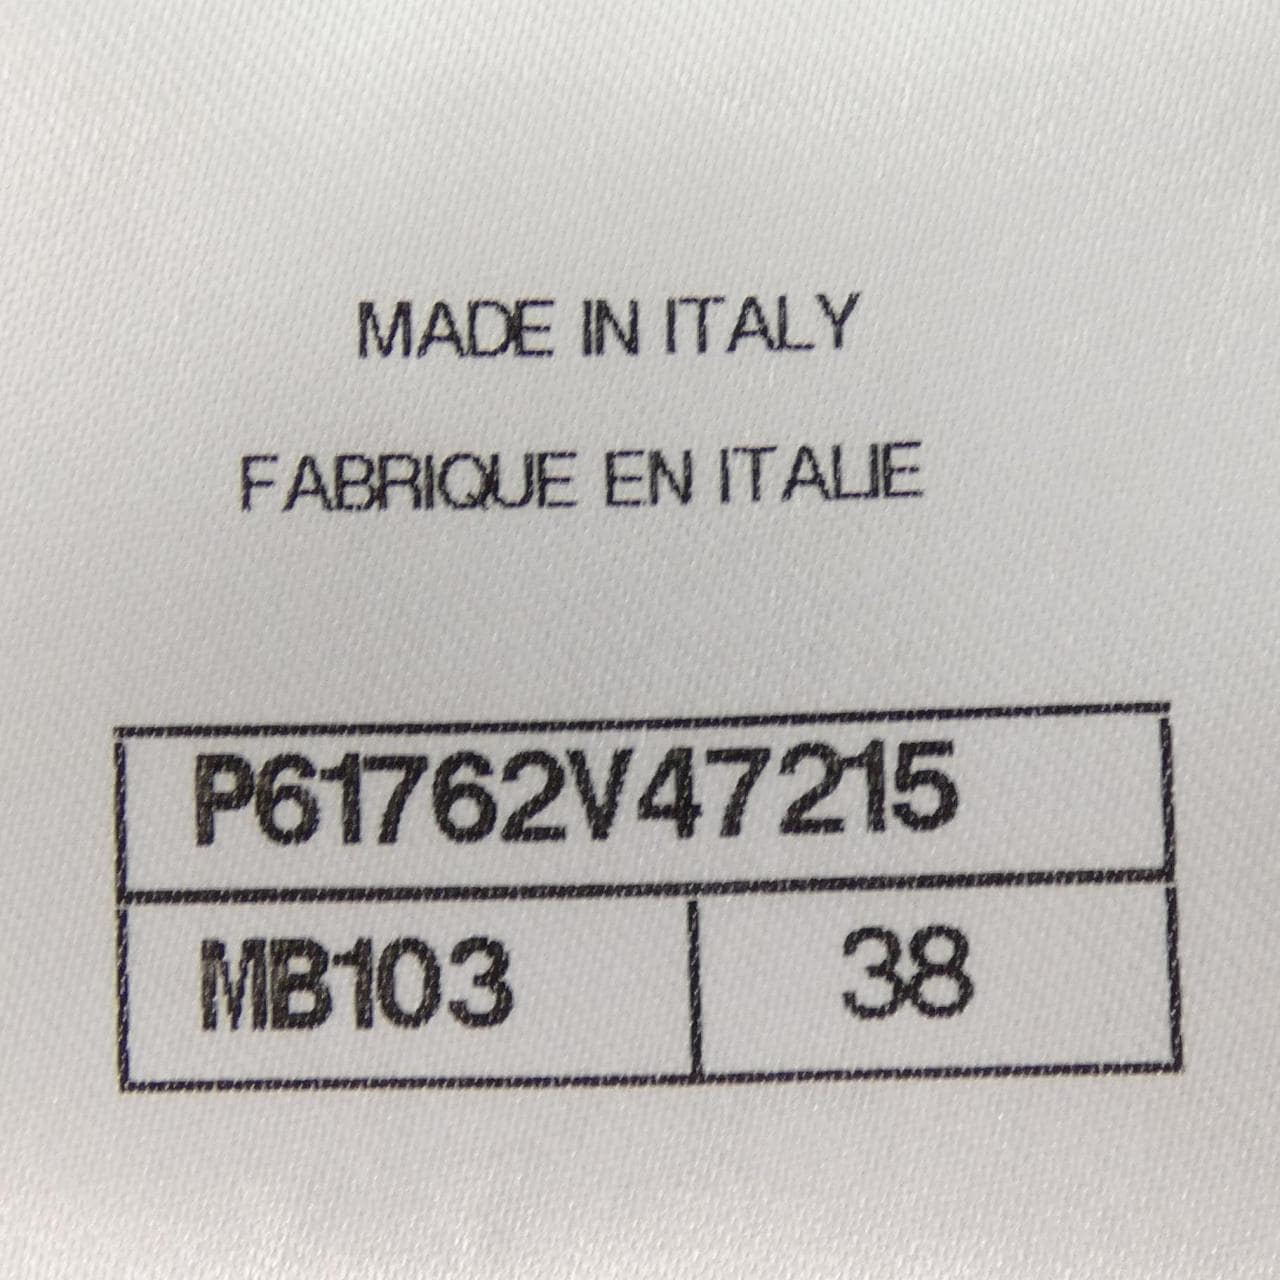 MADE IN ITALY
FABRIQUE EN ITALIE
P61762V47215
MB103 38